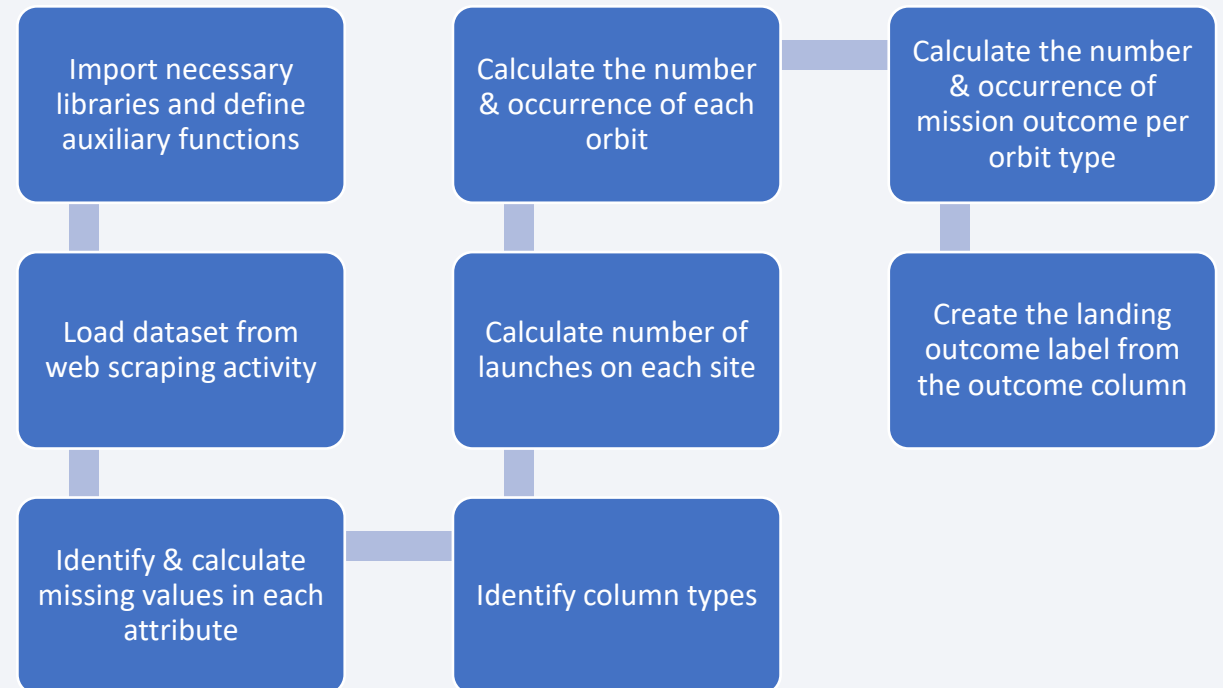 Import necessary
libraries and define
auxiliary functions
Load dataset from
web scraping activity
Identify & calculate
missing values in each
attribute
Identify column types
Calculate number of
launches on each site
Calculate the number
& occurrence of each
orbit
Calculate the number
& occurrence of
mission outcome per
orbit type
Create the landing
outcome label from
the outcome column